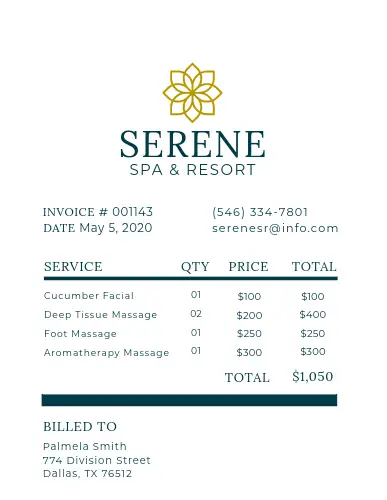 SERENE
SPA & RESORT
INVOICE # 001143 (546) 334-7801
DATE May 5, 2020 serenesr@info.com
SERVICE QTY PRICE TOTAL
Cucumber Facial 01 $100 $100
Deep Tissue Massage 02 $200 $400
Foot Massage 01 $250 $250
Aromatherapy Massage 01 $300 $300
TOTAL $1,050
BILLED TO
Palmela Smith
774 Division Street
Dallas, TX 76512